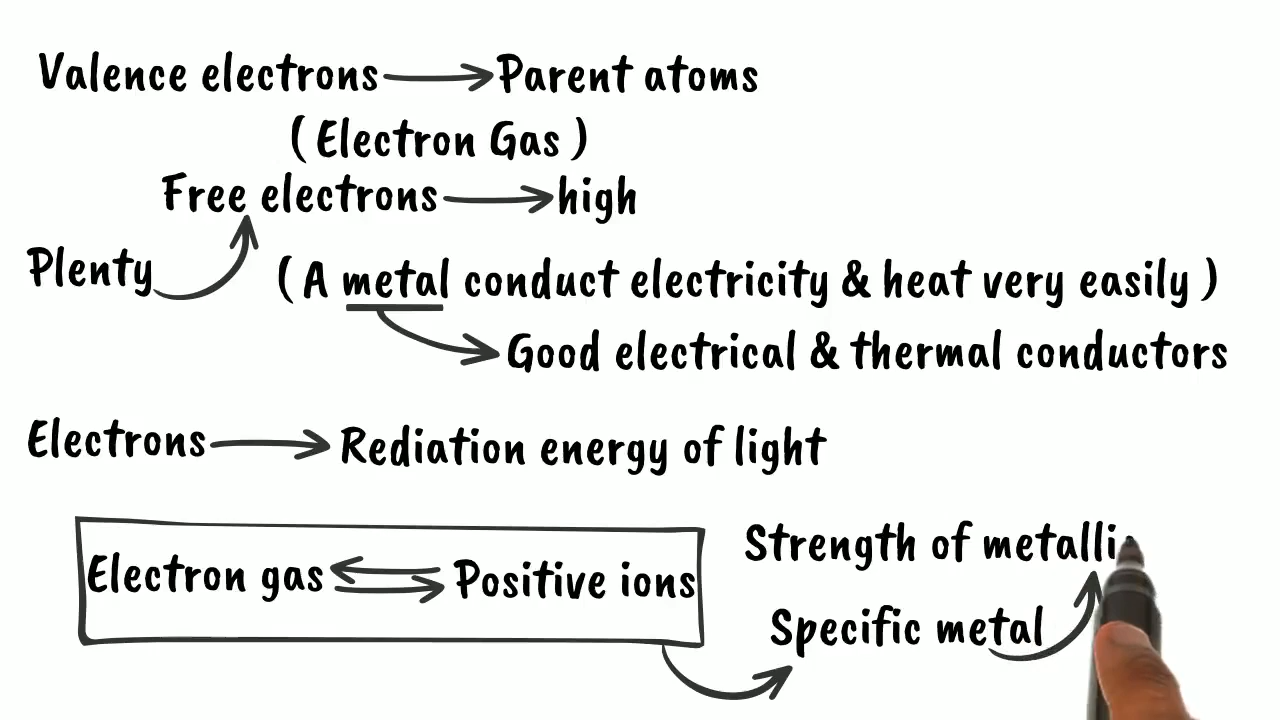 Valence electrons → Parent atoms
( Electron Gas )
Free electrons → high
Plenty
( A metal conduct electricity & heat very easily )
Good electrical & thermal conductors
Electrons → Rediation energy of light
Electron gas ⇌ Positive ions
Strength of metalli
Specific metal